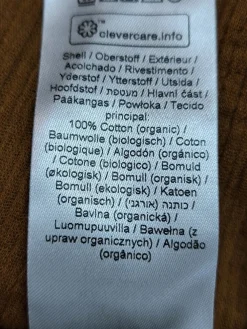 clevercare.info
Shell / Oberstoff / Extérieur /
Acolchado / Rivestimento /
Yderstof / Ytterstoff / Utsida /
Hoofdstof / מעטפת / Hlavní část /
Pääkangas / Powłoka / Tecido
principal:
100% Cotton (organic) /
Baumwolle (biologisch) / Coton
(biologique) / Algodón (orgánico)
/ Cotone (biologico) / Bomuld
(økologisk) / Bomull (organisk) /
Bomull (ekologisk) / Katoen
(organisch) / כותנה (אורגני) /
Bavlna (organická) /
Luomupuuvilla / Bawełna (z
upraw organicznych) / Algodão
(orgânico)